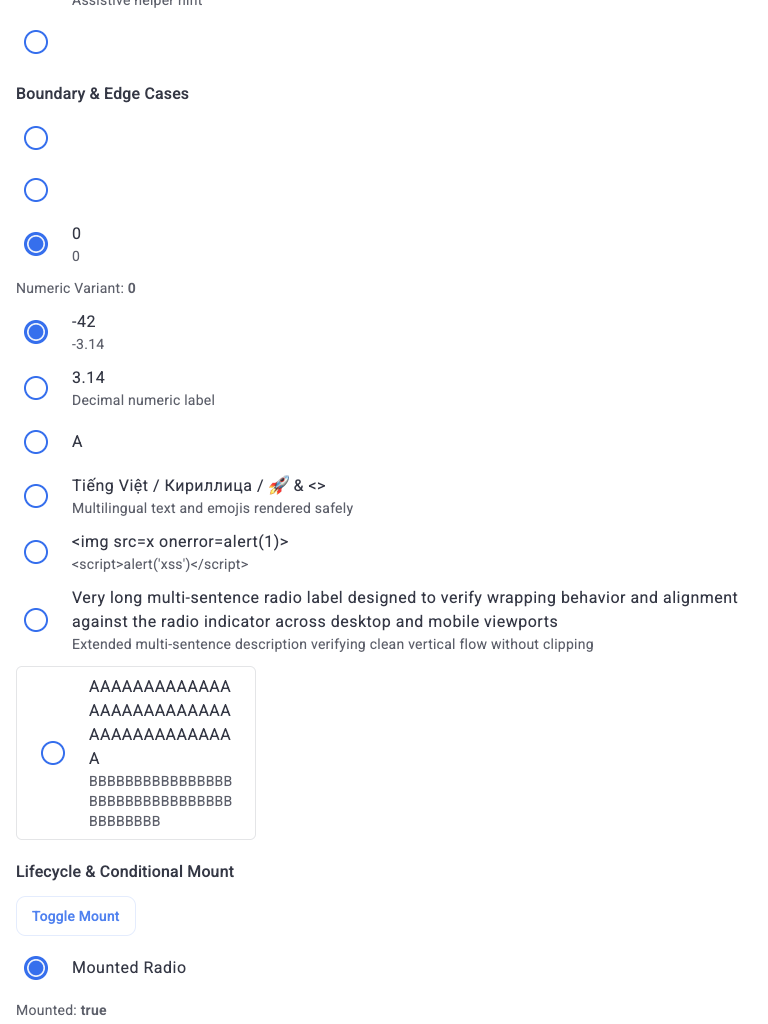 Assistive helper hint
Boundary & Edge Cases
0
0
Numeric Variant: 0
-42
-3.14
3.14
Decimal numeric label
A
Tiếng Việt / Кириллица / 🚀 & <>
Multilingual text and emojis rendered safely
<img src=x onerror=alert(1)>
<script>alert('xss')</script>
Very long multi-sentence radio label designed to verify wrapping behavior and alignment
against the radio indicator across desktop and mobile viewports
Extended multi-sentence description verifying clean vertical flow without clipping
AAAAAAAAAAAAA
AAAAAAAAAAAAA
AAAAAAAAAAAAA
A
BBBBBBBBBBBBBBBB
BBBBBBBBBBBBBBBB
BBBBBBBB
Lifecycle & Conditional Mount
Toggle Mount
Mounted Radio
Mounted: true